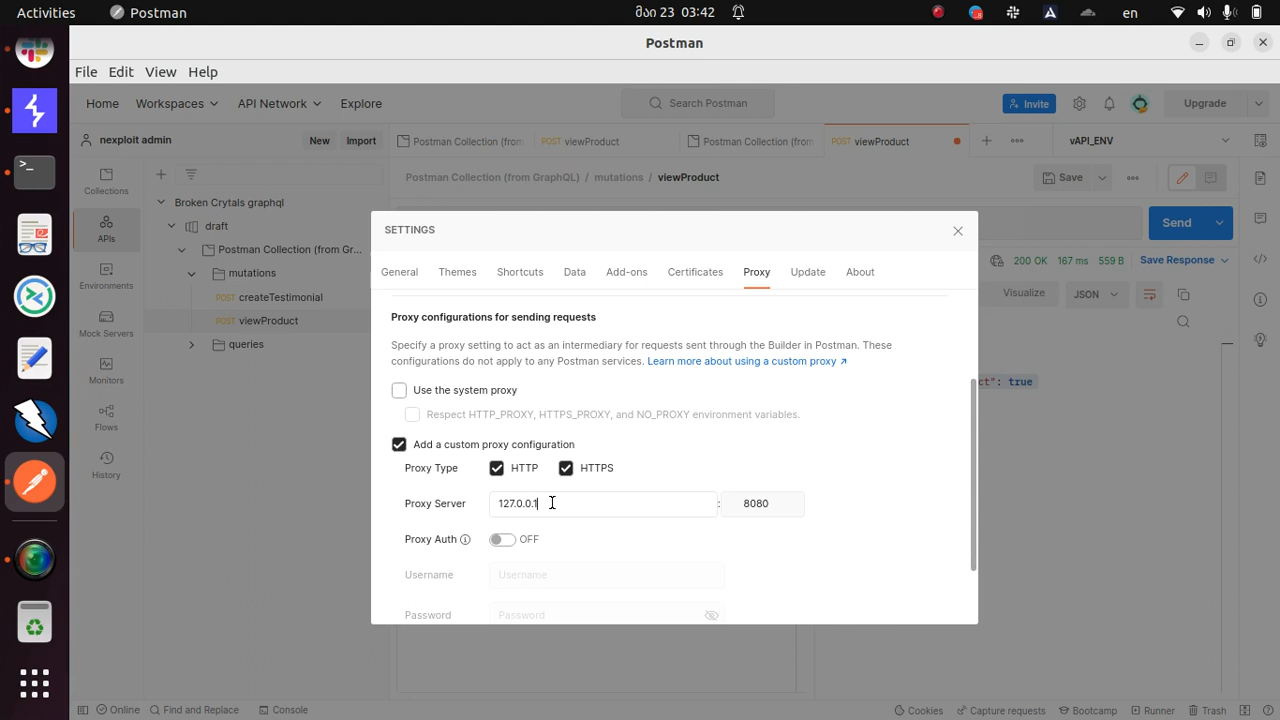 Activities Postman მაი 23 03:42 en
Postman
File Edit View Help
Home Workspaces API Network Explore Search Postman Invite Upgrade
nexploit admin New Import Postman Collection (from POST viewProduct Postman Collection (from POST viewProduct vAPI_ENV
Collections
APIs
Environments
Mock Servers
Monitors
Flows
History
Broken Crytals graphql
draft
Postman Collection (from Gr...
mutations
POST createTestimonial
POST viewProduct
queries
Postman Collection (from GraphQL) / mutations / viewProduct Save
Send
200 OK 167 ms 559 B Save Response
Visualize JSON
ct": true
SETTINGS
General Themes Shortcuts Data Add-ons Certificates Proxy Update About
Proxy configurations for sending requests
Specify a proxy setting to act as an intermediary for requests sent through the Builder in Postman. These
configurations do not apply to any Postman services. Learn more about using a custom proxy ↗
Use the system proxy
Respect HTTP_PROXY, HTTPS_PROXY, and NO_PROXY environment variables.
Add a custom proxy configuration
Proxy Type HTTP HTTPS
Proxy Server 127.0.0.1 : 8080
Proxy Auth OFF
Username Username
Password Password
Online Find and Replace Console Cookies Capture requests Bootcamp Runner Trash